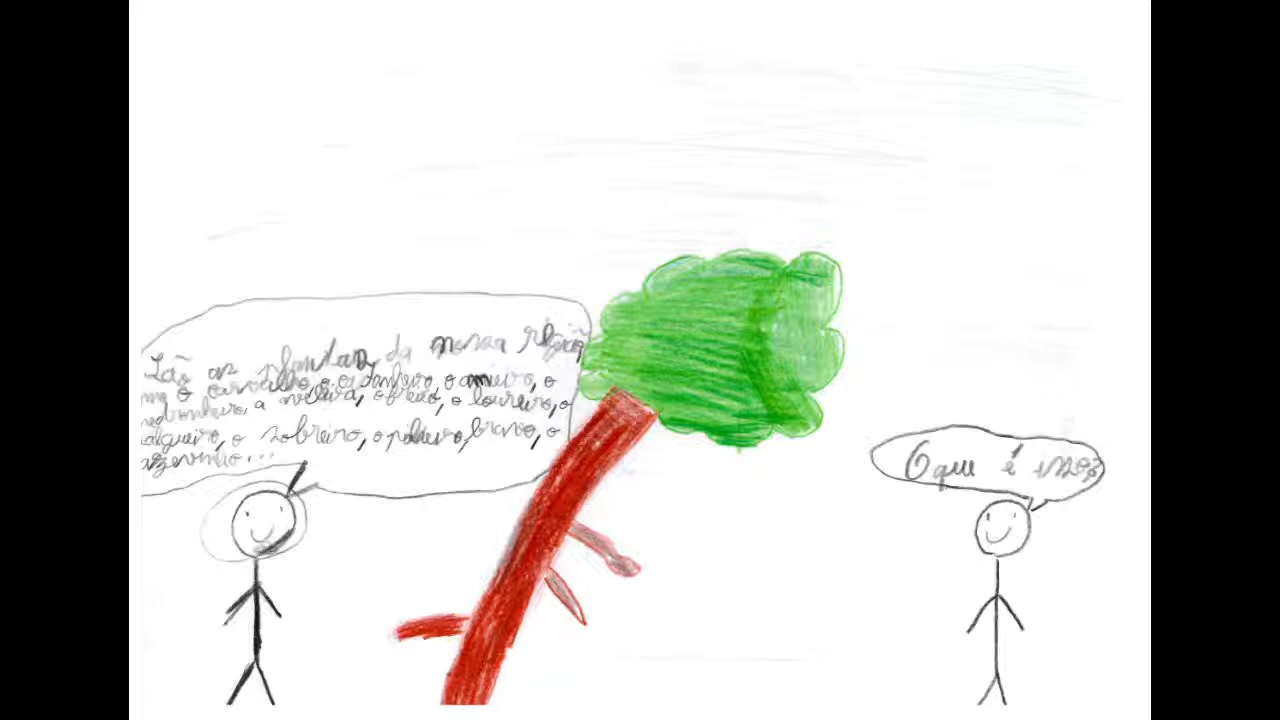 São as plantas da nossa região
o carvalho, o castanheiro, o amieiro, o
medronheiro, a nogueira, o freixo, o loureiro, o
salgueiro, o sobreiro, o pilriteiro bravo, o
azevinho...
O que é isso?